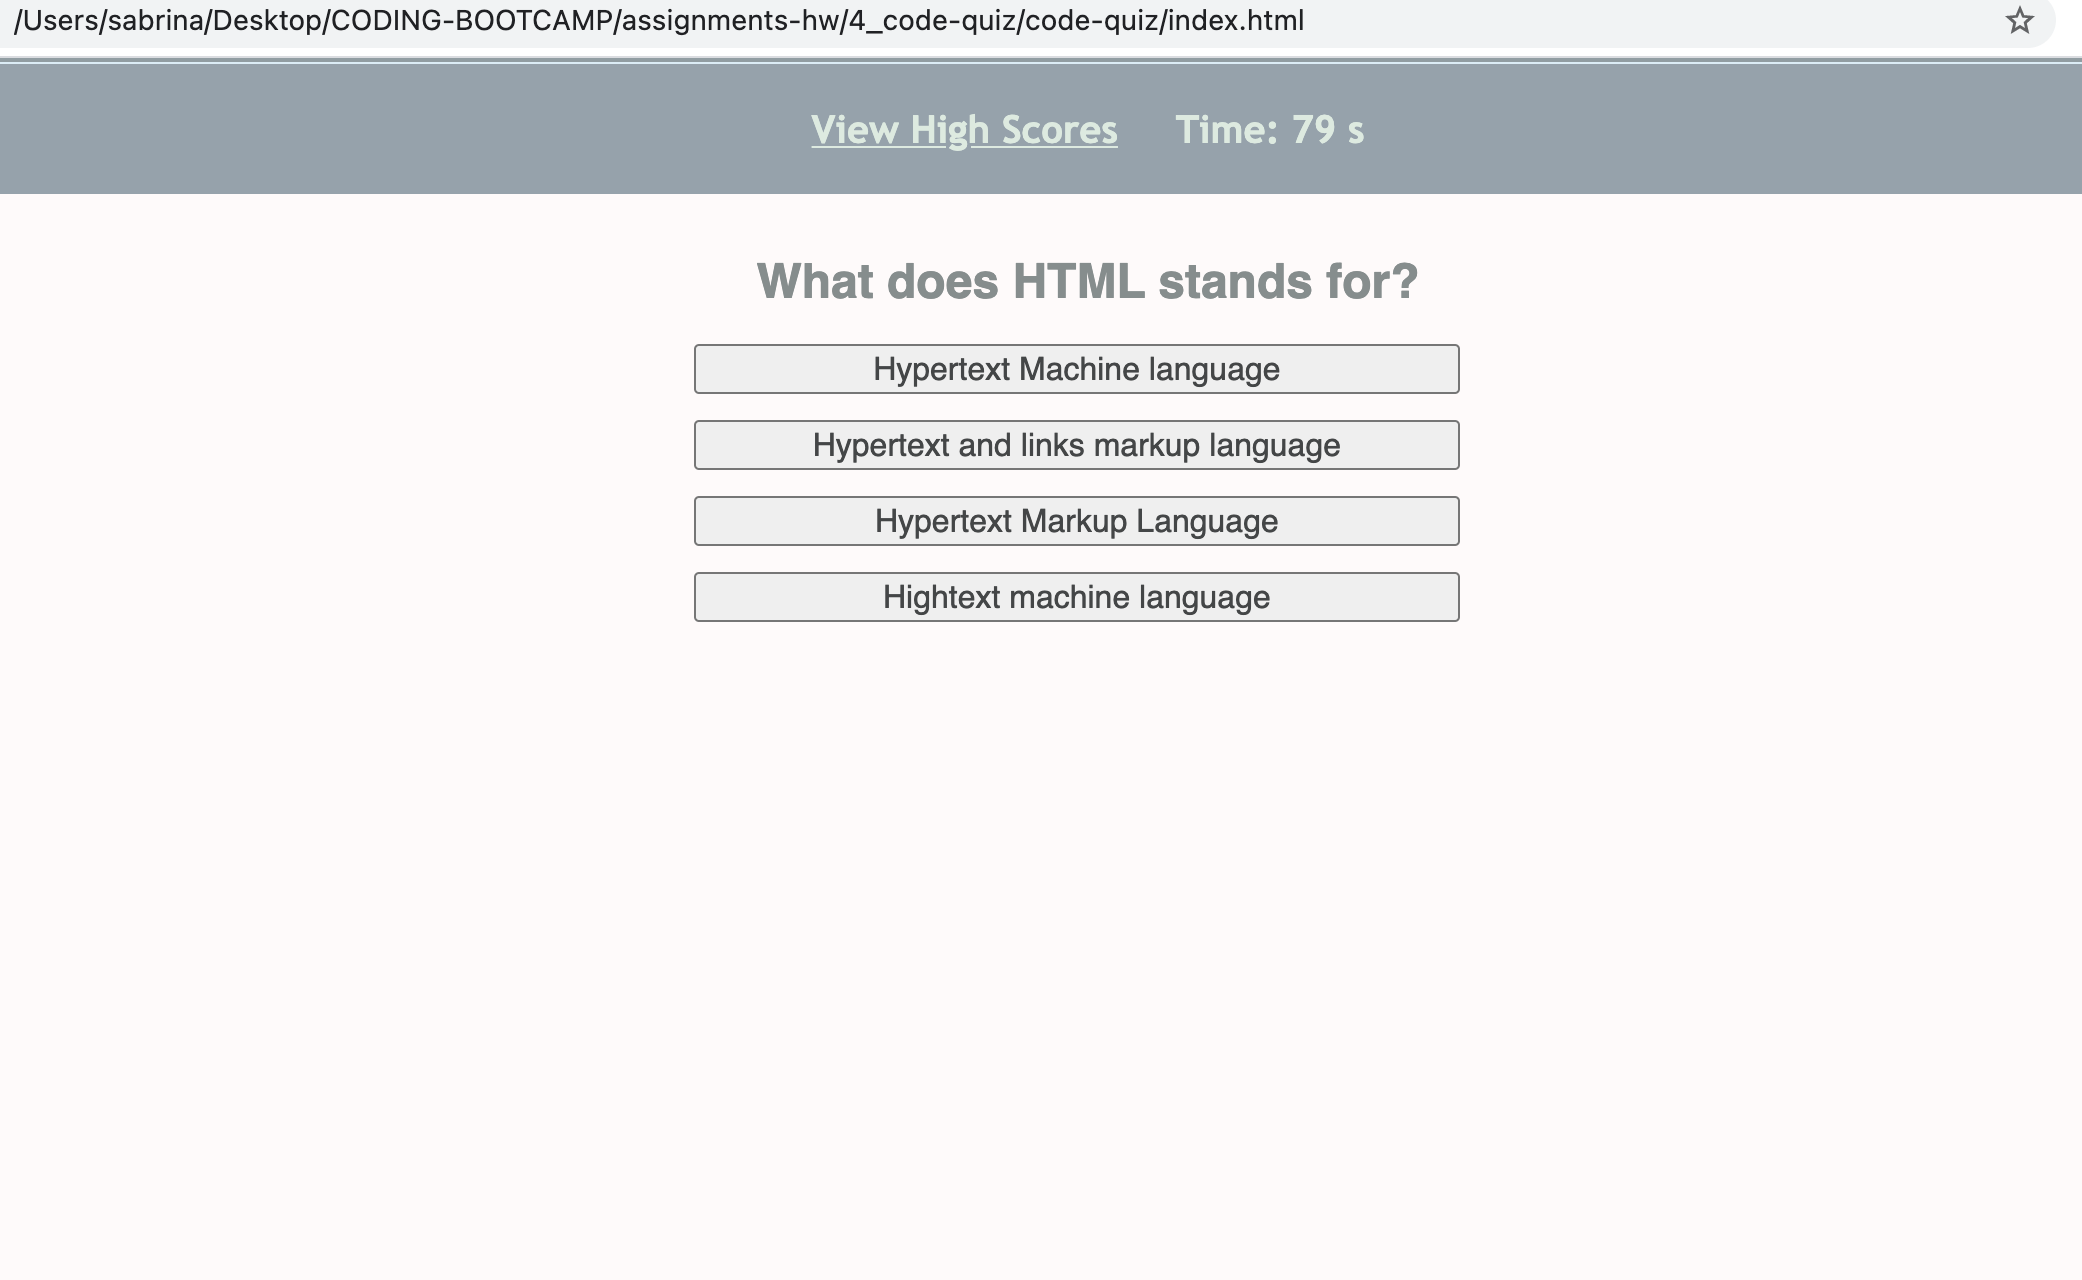 /Users/sabrina/Desktop/CODING-BOOTCAMP/assignments-hw/4_code-quiz/code-quiz/index.html
View High Scores Time: 79 s
What does HTML stands for?
Hypertext Machine language
Hypertext and links markup language
Hypertext Markup Language
Hightext machine language